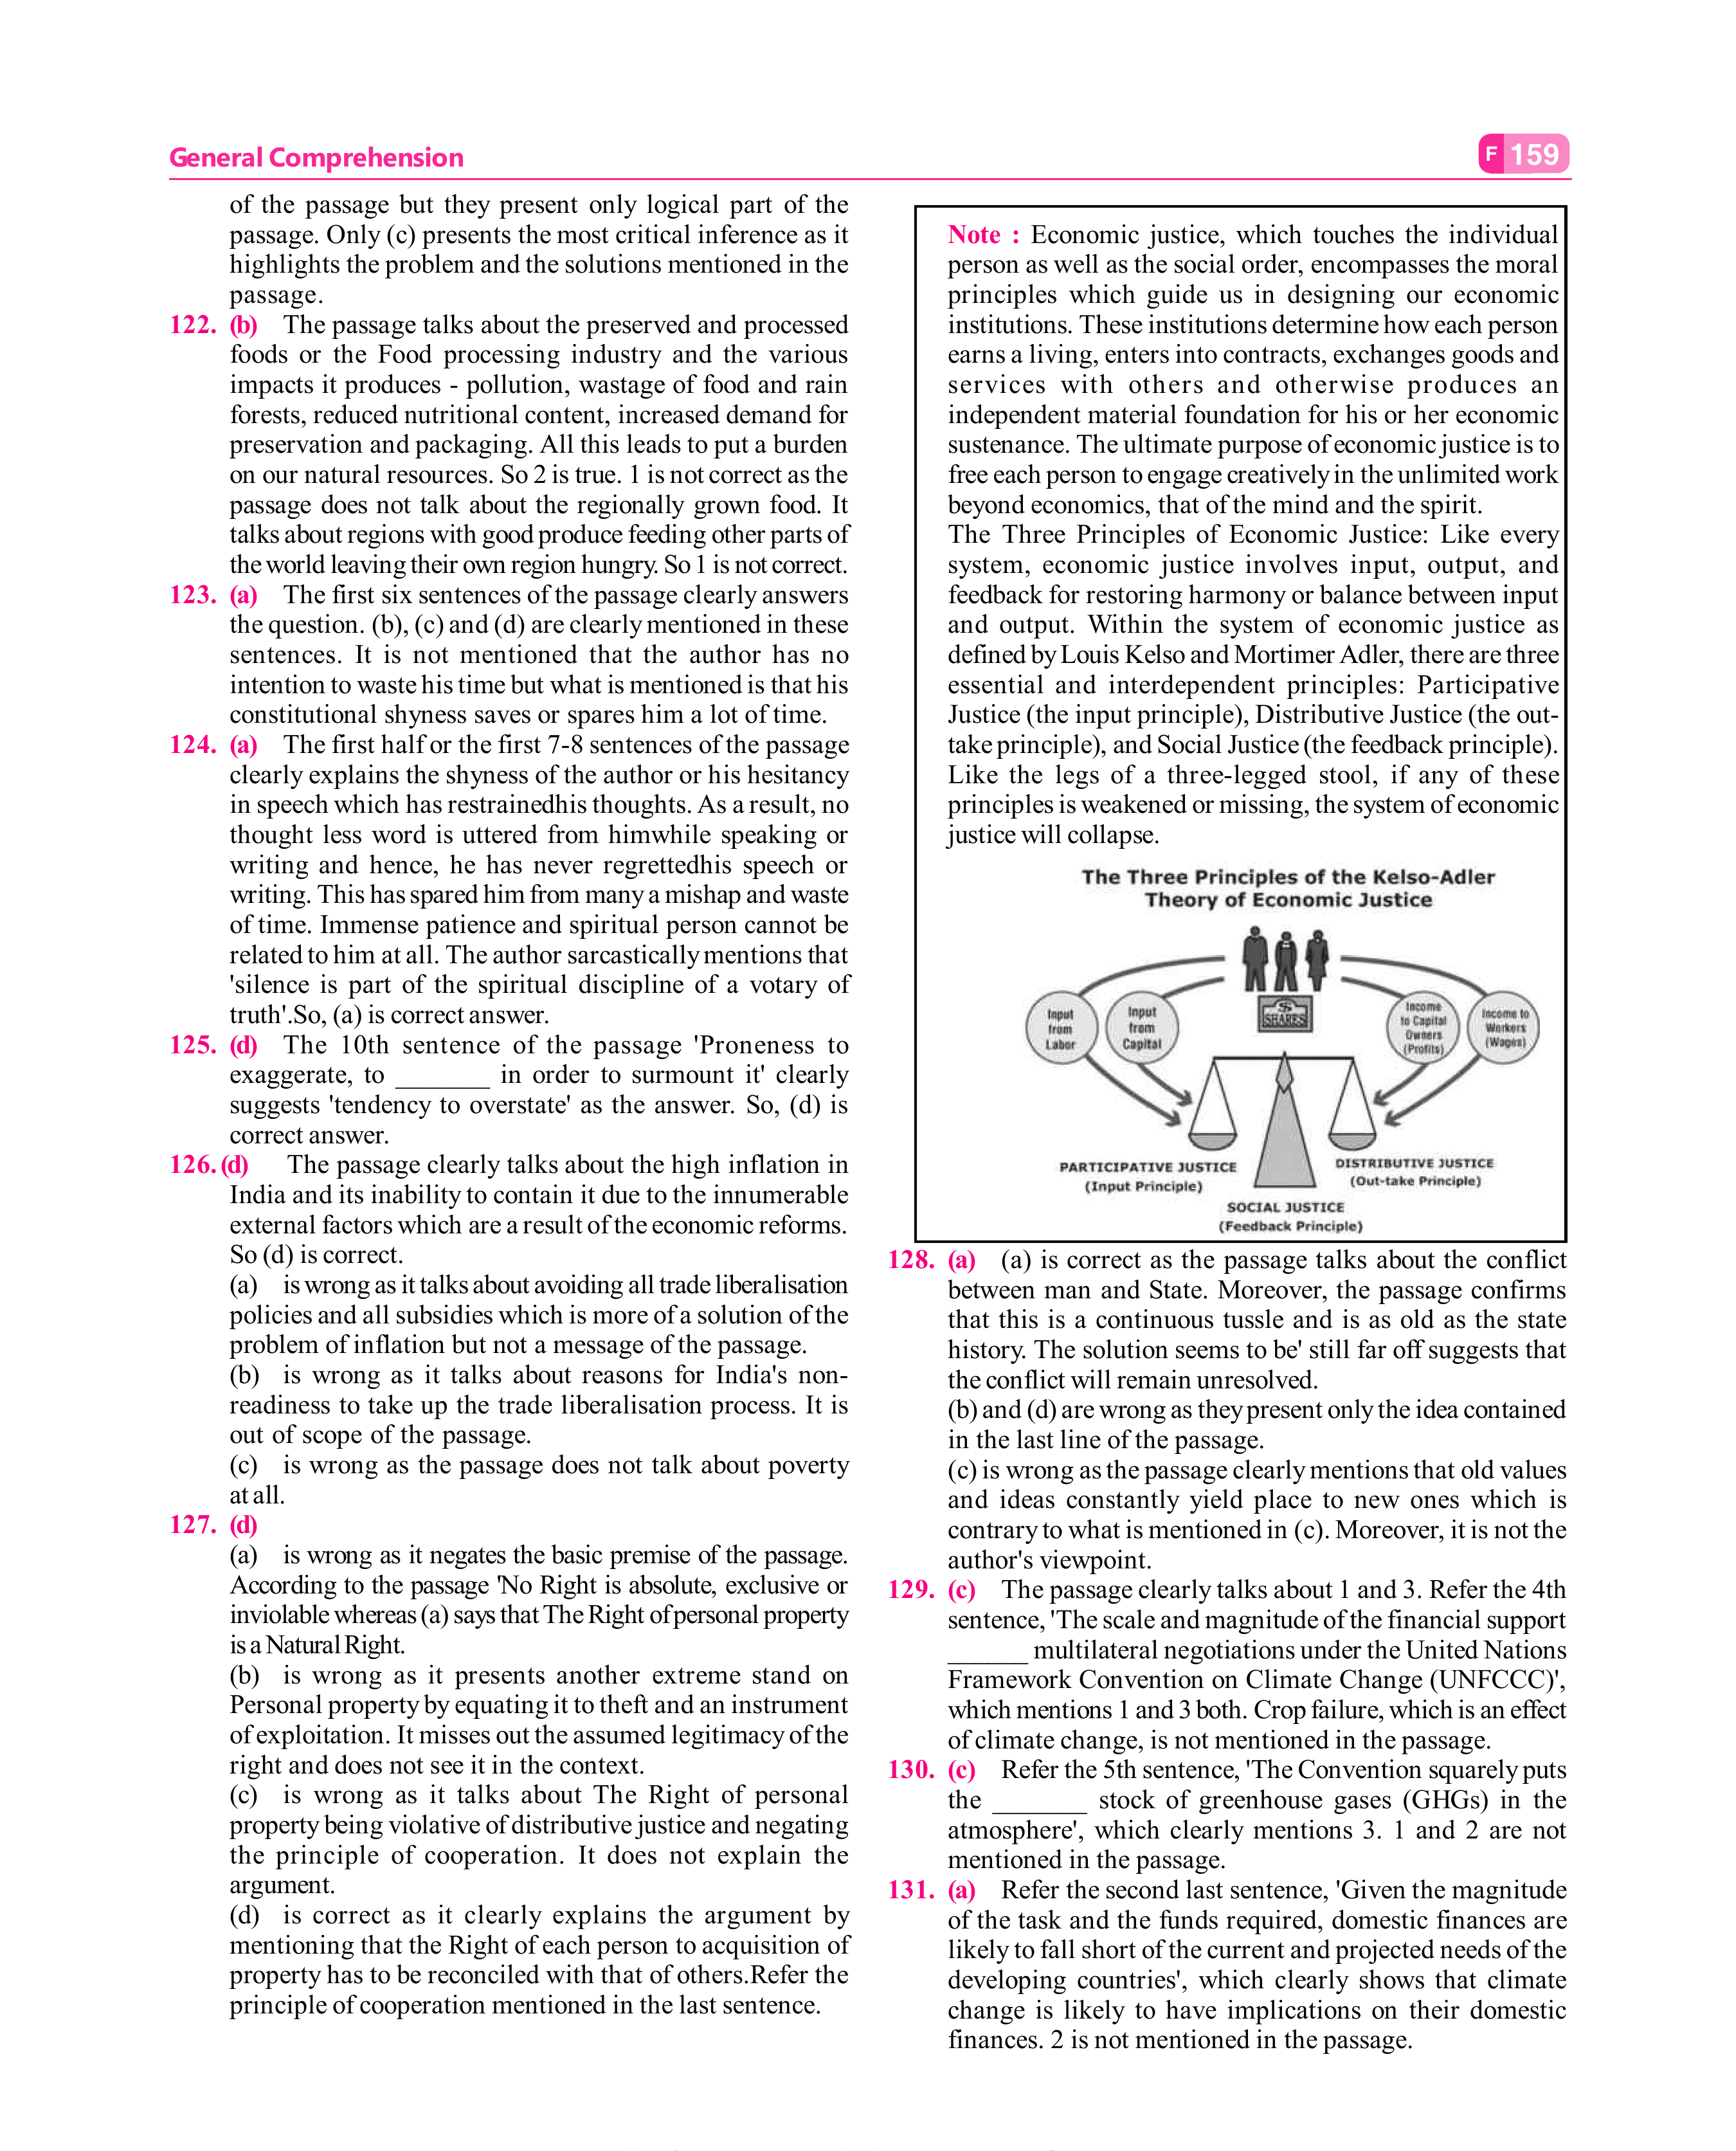 General Comprehension
F 159
of the passage but they present only logical part of the
passage. Only (c) presents the most critical inference as it
highlights the problem and the solutions mentioned in the
passage.
122. (b) The passage talks about the preserved and processed
foods or the Food processing industry and the various
impacts it produces - pollution, wastage of food and rain
forests, reduced nutritional content, increased demand for
preservation and packaging. All this leads to put a burden
on our natural resources. So 2 is true. 1 is not correct as the
passage does not talk about the regionally grown food. It
talks about regions with good produce feeding other parts of
the world leaving their own region hungry. So 1 is not correct.
123. (a) The first six sentences of the passage clearly answers
the question. (b), (c) and (d) are clearly mentioned in these
sentences. It is not mentioned that the author has no
intention to waste his time but what is mentioned is that his
constitutional shyness saves or spares him a lot of time.
124. (a) The first half or the first 7-8 sentences of the passage
clearly explains the shyness of the author or his hesitancy
in speech which has restrainedhis thoughts. As a result, no
thought less word is uttered from himwhile speaking or
writing and hence, he has never regrettedhis speech or
writing. This has spared him from many a mishap and waste
of time. Immense patience and spiritual person cannot be
related to him at all. The author sarcastically mentions that
'silence is part of the spiritual discipline of a votary of
truth'.So, (a) is correct answer.
125. (d) The 10th sentence of the passage 'Proneness to
exaggerate, to _______ in order to surmount it' clearly
suggests 'tendency to overstate' as the answer. So, (d) is
correct answer.
126. (d) The passage clearly talks about the high inflation in
India and its inability to contain it due to the innumerable
external factors which are a result of the economic reforms.
So (d) is correct.
(a) is wrong as it talks about avoiding all trade liberalisation
policies and all subsidies which is more of a solution of the
problem of inflation but not a message of the passage.
(b) is wrong as it talks about reasons for India's non-
readiness to take up the trade liberalisation process. It is
out of scope of the passage.
(c) is wrong as the passage does not talk about poverty
at all.
127. (d)
(a) is wrong as it negates the basic premise of the passage.
According to the passage 'No Right is absolute, exclusive or
inviolable whereas (a) says that The Right of personal property
is a Natural Right.
(b) is wrong as it presents another extreme stand on
Personal property by equating it to theft and an instrument
of exploitation. It misses out the assumed legitimacy of the
right and does not see it in the context.
(c) is wrong as it talks about The Right of personal
property being violative of distributive justice and negating
the principle of cooperation. It does not explain the
argument.
(d) is correct as it clearly explains the argument by
mentioning that the Right of each person to acquisition of
property has to be reconciled with that of others.Refer the
principle of cooperation mentioned in the last sentence.
Note : Economic justice, which touches the individual
person as well as the social order, encompasses the moral
principles which guide us in designing our economic
institutions. These institutions determine how each person
earns a living, enters into contracts, exchanges goods and
services with others and otherwise produces an
independent material foundation for his or her economic
sustenance. The ultimate purpose of economic justice is to
free each person to engage creatively in the unlimited work
beyond economics, that of the mind and the spirit.
The Three Principles of Economic Justice: Like every
system, economic justice involves input, output, and
feedback for restoring harmony or balance between input
and output. Within the system of economic justice as
defined by Louis Kelso and Mortimer Adler, there are three
essential and interdependent principles: Participative
Justice (the input principle), Distributive Justice (the out-
take principle), and Social Justice (the feedback principle).
Like the legs of a three-legged stool, if any of these
principles is weakened or missing, the system of economic
justice will collapse.
The Three Principles of the Kelso-Adler
Theory of Economic Justice
Input
from
Labor
Input
from
Capital
$
SHARES
Income
to Capital
Owners
(Profits)
Income to
Workers
(Wages)
PARTICIPATIVE JUSTICE
(Input Principle)
DISTRIBUTIVE JUSTICE
(Out-take Principle)
SOCIAL JUSTICE
(Feedback Principle)
128. (a) (a) is correct as the passage talks about the conflict
between man and State. Moreover, the passage confirms
that this is a continuous tussle and is as old as the state
history. The solution seems to be' still far off suggests that
the conflict will remain unresolved.
(b) and (d) are wrong as they present only the idea contained
in the last line of the passage.
(c) is wrong as the passage clearly mentions that old values
and ideas constantly yield place to new ones which is
contrary to what is mentioned in (c). Moreover, it is not the
author's viewpoint.
129. (c) The passage clearly talks about 1 and 3. Refer the 4th
sentence, 'The scale and magnitude of the financial support
______ multilateral negotiations under the United Nations
Framework Convention on Climate Change (UNFCCC)',
which mentions 1 and 3 both. Crop failure, which is an effect
of climate change, is not mentioned in the passage.
130. (c) Refer the 5th sentence, 'The Convention squarely puts
the _______ stock of greenhouse gases (GHGs) in the
atmosphere', which clearly mentions 3. 1 and 2 are not
mentioned in the passage.
131. (a) Refer the second last sentence, 'Given the magnitude
of the task and the funds required, domestic finances are
likely to fall short of the current and projected needs of the
developing countries', which clearly shows that climate
change is likely to have implications on their domestic
finances. 2 is not mentioned in the passage.